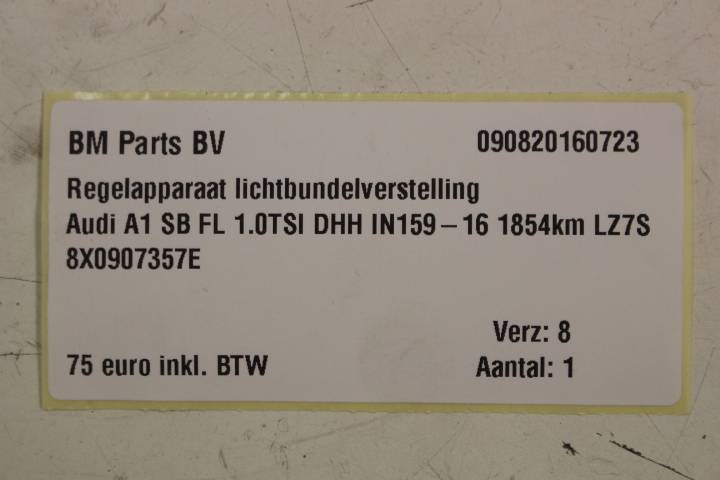 BM Parts BV 090820160723
Regelapparaat lichtbundelverstelling
Audi A1 SB FL 1.0TSI DHH IN159-16 1854km LZ7S
8X0907357E
Verz: 8
75 euro inkl. BTW Aantal: 1